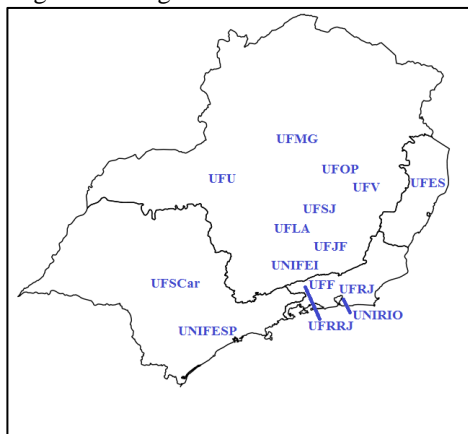 UFMG
UFOP
UFU
UFV
UFES
UFSJ
UFLA
UFJF
UNIFEI
UFSCar
UFF
UFRJ
UNIRIO
UNIFESP
UFRRJ